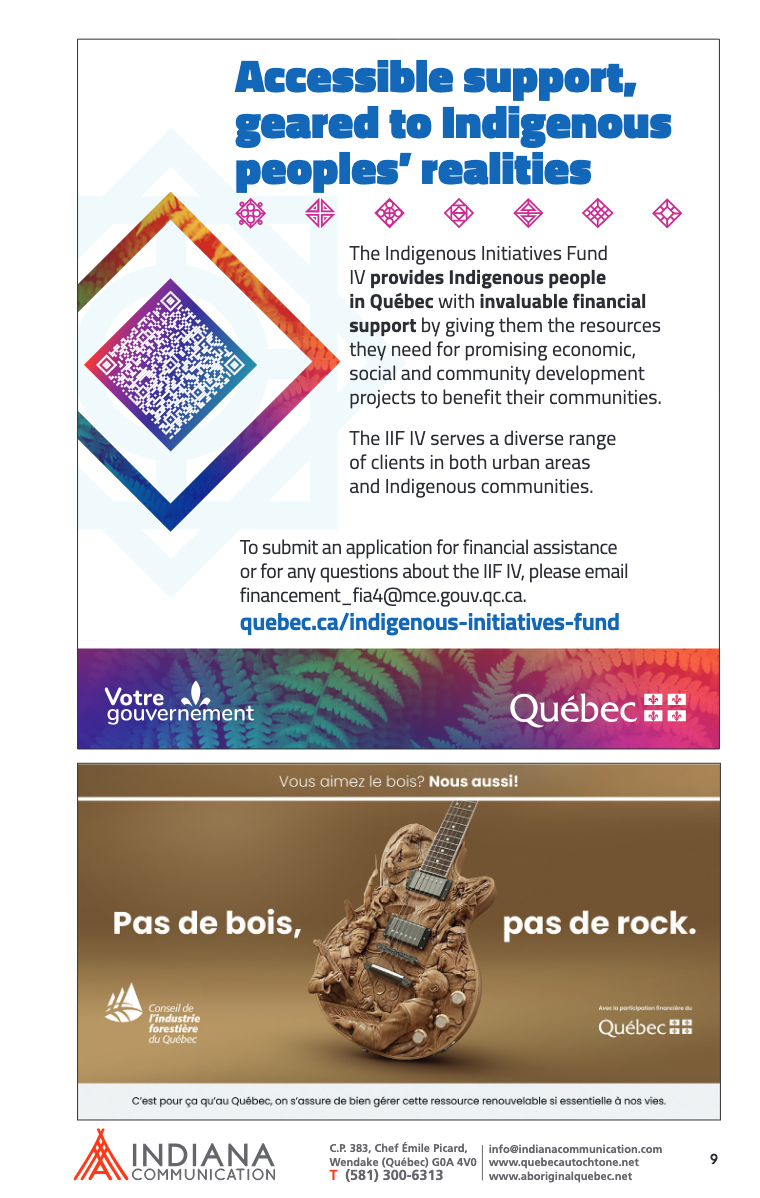 Accessible support,
geared to Indigenous
peoples’ realities
The Indigenous Initiatives Fund
IV provides Indigenous people
in Québec with invaluable financial
support by giving them the resources
they need for promising economic,
social and community development
projects to benefit their communities.
The IIF IV serves a diverse range
of clients in both urban areas
and Indigenous communities.
To submit an application for financial assistance
or for any questions about the IIF IV, please email
financement_fia4@mce.gouv.qc.ca.
quebec.ca/indigenous-initiatives-fund
Votre
gouvernement
Québec
Vous aimez le bois? Nous aussi!
Pas de bois,
pas de rock.
Conseil de
l'industrie
forestière
du Québec
Avec la participation financière du
Québec
C'est pour ça qu'au Québec, on s'assure de bien gérer cette ressource renouvelable si essentielle à nos vies.
INDIANA
COMMUNICATION
C.P. 383, Chef Émile Picard,
Wendake (Québec) G0A 4V0
T (581) 300-6313
info@indianacommunication.com
www.quebecautochtone.net
www.aboriginalquebec.net
9